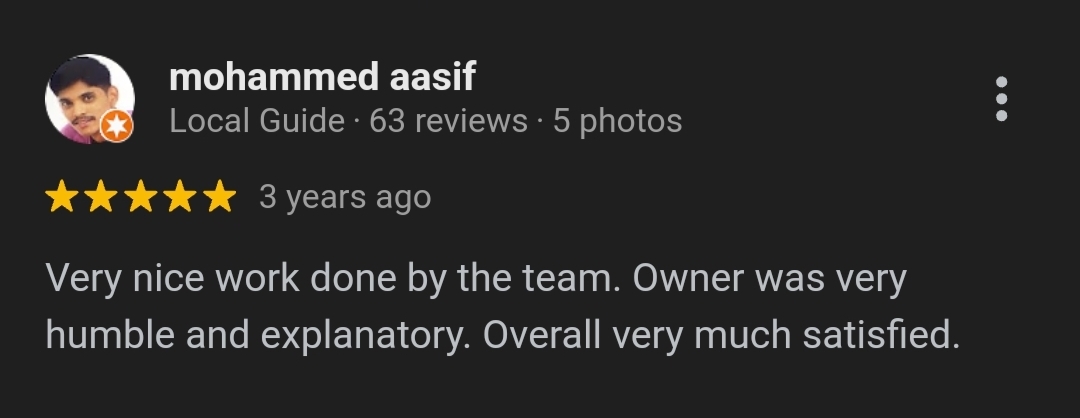 mohammed aasif
Local Guide · 63 reviews · 5 photos
3 years ago
Very nice work done by the team. Owner was very
humble and explanatory. Overall very much satisfied.